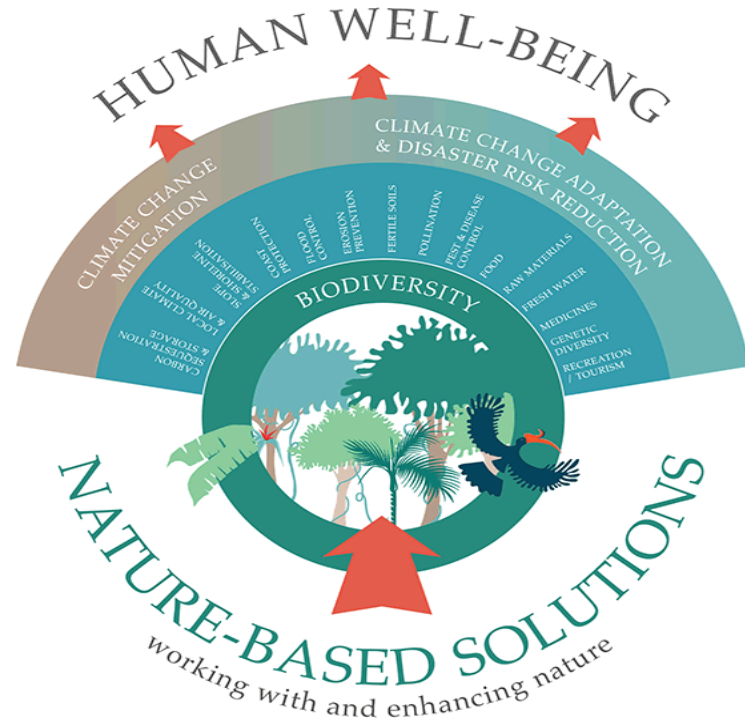 HUMAN WELL-BEING
CLIMATE CHANGE
MITIGATION
CLIMATE CHANGE ADAPTATION
& DISASTER RISK REDUCTION
CARBON
SEQUESTRATION
& STORAGE
LOCAL CLIMATE
& AIR QUALITY
SLOPE
& SHORELINE
STABILISATION
COAST
PROTECTION
FLOOD
CONTROL
EROSION
PREVENTION
FERTILE SOILS
POLLINATION
PEST & DISEASE
CONTROL
FOOD
RAW MATERIALS
FRESH WATER
MEDICINES
GENETIC
DIVERSITY
RECREATION
/ TOURISM
BIODIVERSITY
NATURE-BASED SOLUTIONS
working with and enhancing nature